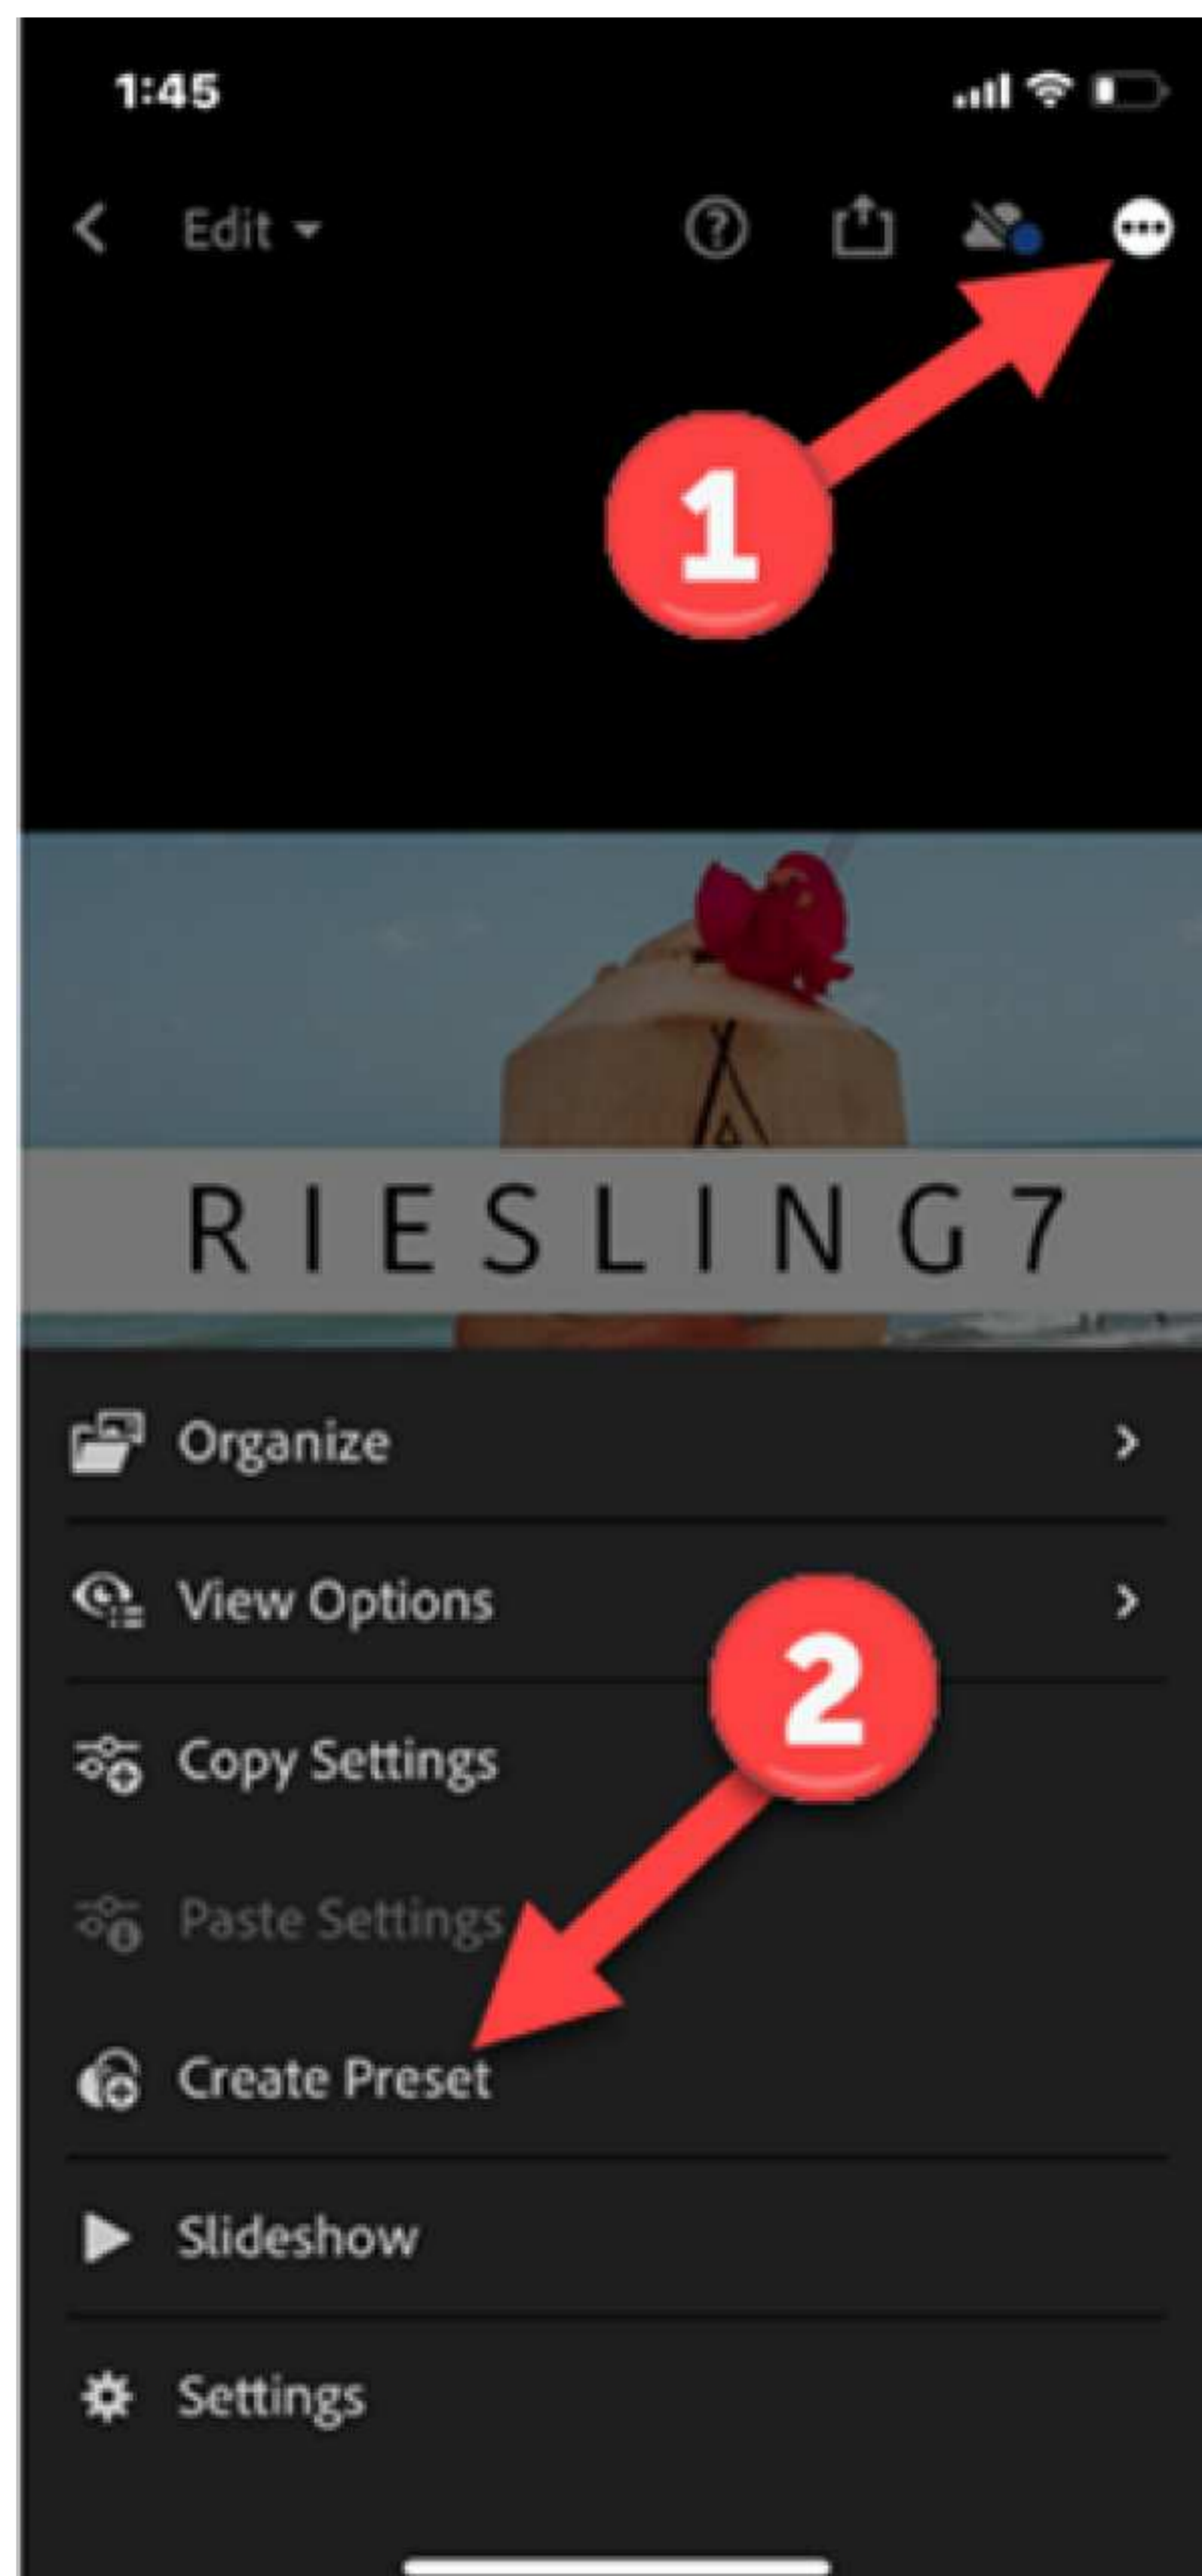 1:45
Edit
1
RIESLING7
Organize
View Options
2
Copy Settings
Paste Settings
Create Preset
Slideshow
Settings